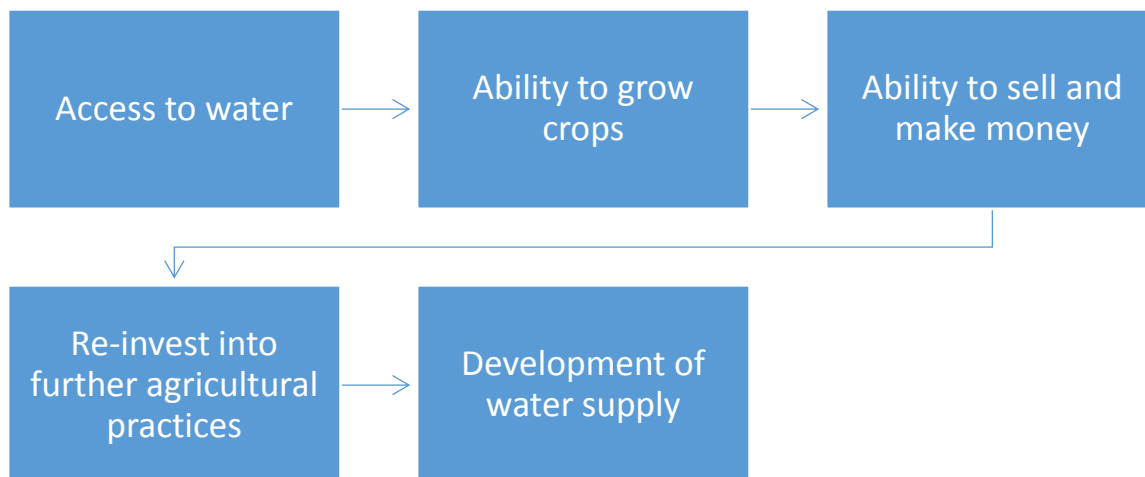 Access to water
Ability to grow
crops
Ability to sell and
make money
Re-invest into
further agricultural
practices
Development of
water supply